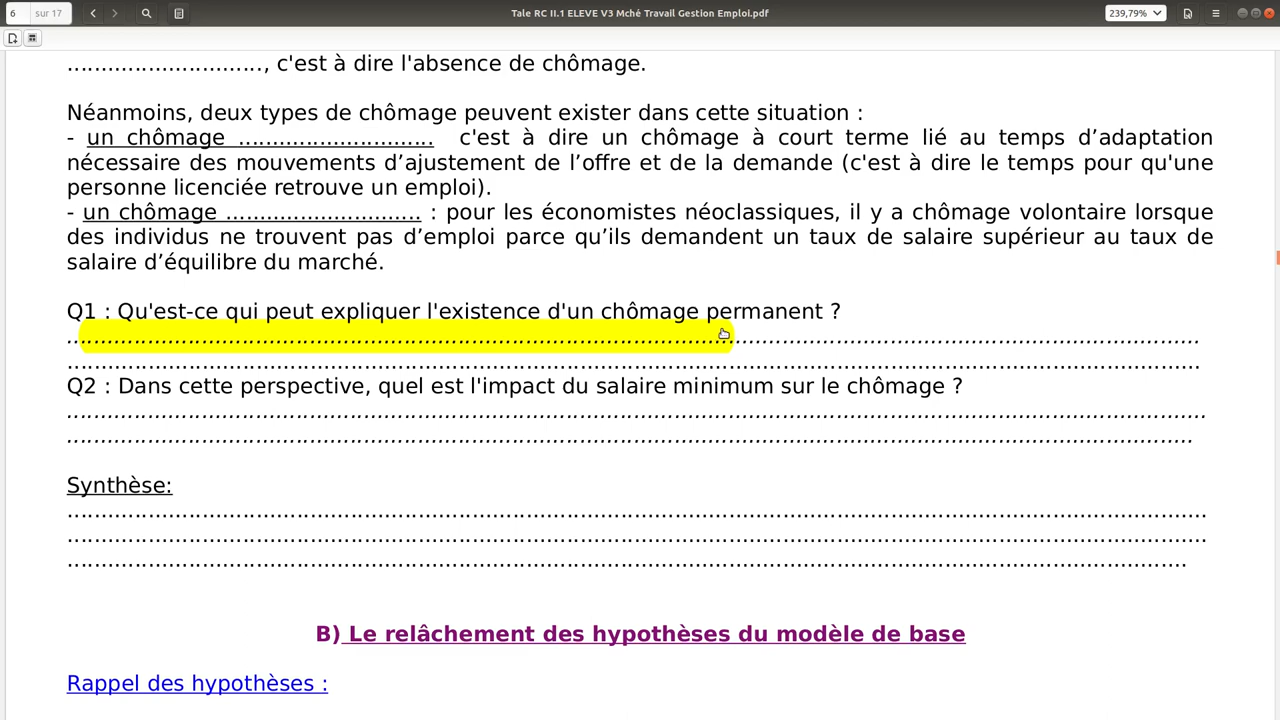 6 sur 17 Tale RC II.1 ELEVE V3 Mché Travail Gestion Emploi.pdf 239,79%
............................., c'est à dire l'absence de chômage.
Néanmoins, deux types de chômage peuvent exister dans cette situation :
- un chômage ............................. c'est à dire un chômage à court terme lié au temps d’adaptation
nécessaire des mouvements d’ajustement de l’offre et de la demande (c'est à dire le temps pour qu'une
personne licenciée retrouve un emploi).
- un chômage ............................. : pour les économistes néoclassiques, il y a chômage volontaire lorsque
des individus ne trouvent pas d’emploi parce qu’ils demandent un taux de salaire supérieur au taux de
salaire d’équilibre du marché.
Q1 : Qu'est-ce qui peut expliquer l'existence d'un chômage permanent ?
Q2 : Dans cette perspective, quel est l'impact du salaire minimum sur le chômage ?
Synthèse:
B) Le relâchement des hypothèses du modèle de base
Rappel des hypothèses :